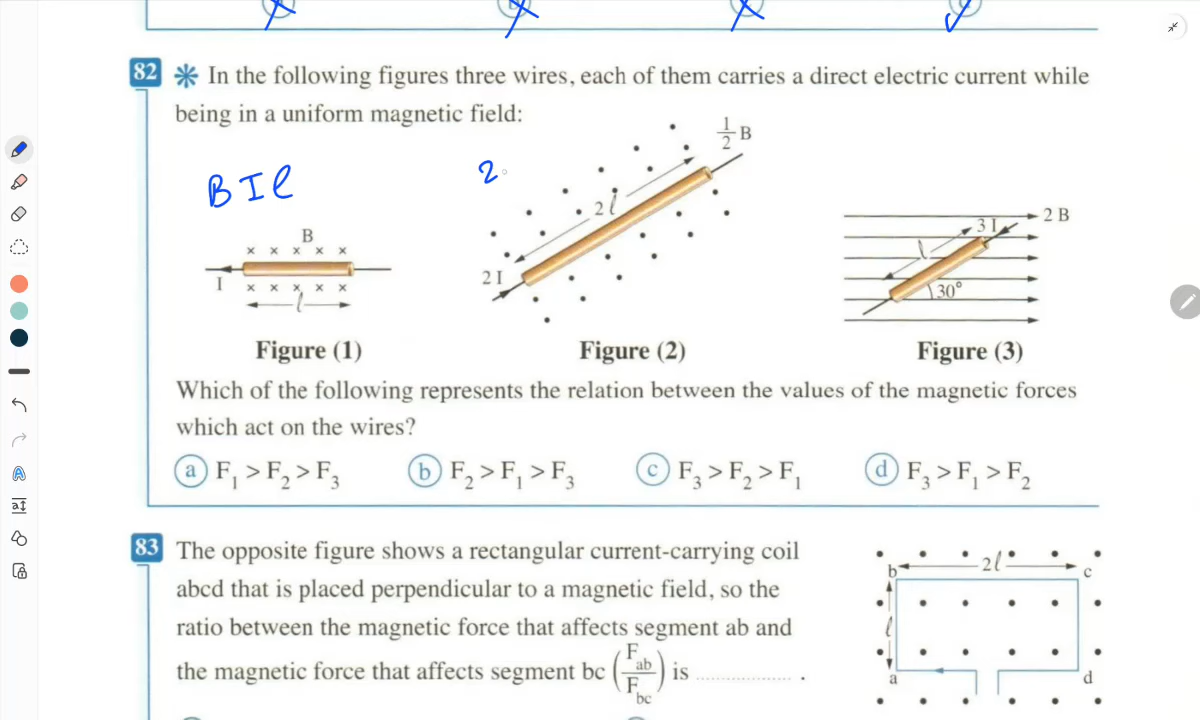 82 * In the following figures three wires, each of them carries a direct electric current while
being in a uniform magnetic field:
BIl
2
B
I
l
Figure (1)
1/2 B
2l
2I
Figure (2)
2B
3I
l
30°
Figure (3)
Which of the following represents the relation between the values of the magnetic forces
which act on the wires?
a F₁ > F₂ > F₃
b F₂ > F₁ > F₃
c F₃ > F₂ > F₁
d F₃ > F₁ > F₂
83 The opposite figure shows a rectangular current-carrying coil
abcd that is placed perpendicular to a magnetic field, so the
ratio between the magnetic force that affects segment ab and
the magnetic force that affects segment bc (F_ab/F_bc) is .................. .
b
2l
c
l
a
d